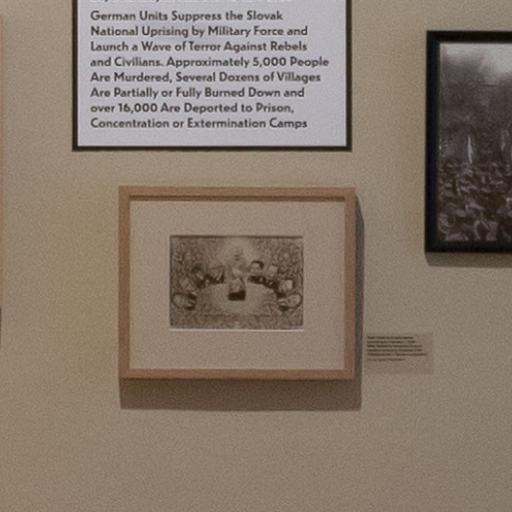 German Units Suppress the Slovak
National Uprising by Military Force and
Launch a Wave of Terror Against Rebels
and Civilians. Approximately 5,000 People
Are Murdered, Several Dozens of Villages
Are Partially or Fully Burned Down and
over 16,000 Are Deported to Prison,
Concentration or Extermination Camps